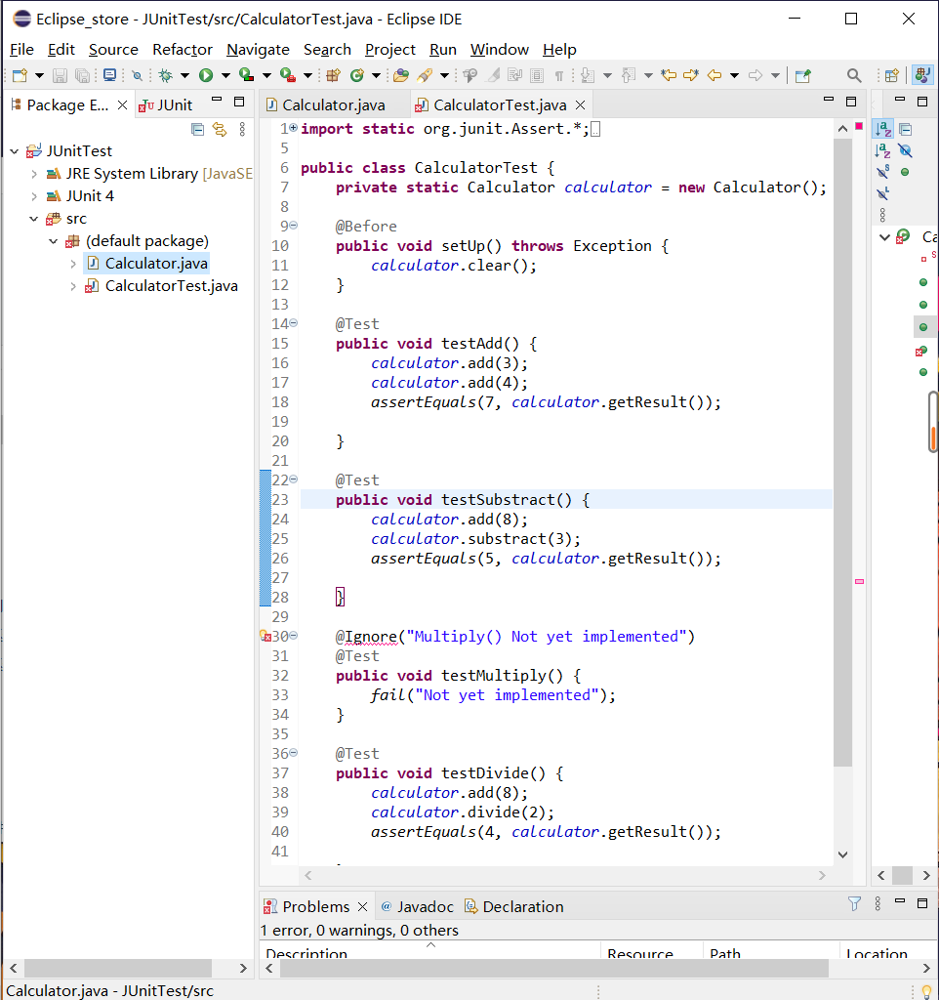 Eclipse_store - JUnitTest/src/CalculatorTest.java - Eclipse IDE
File Edit Source Refactor Navigate Search Project Run Window Help
Package E...
JUnit
JUnitTest
JRE System Library [JavaSE
JUnit 4
src
(default package)
Calculator.java
CalculatorTest.java
Calculator.java
CalculatorTest.java
1 import static org.junit.Assert.*;
5
6 public class CalculatorTest {
7 private static Calculator calculator = new Calculator();
8
9 @Before
10 public void setUp() throws Exception {
11 calculator.clear();
12 }
13
14 @Test
15 public void testAdd() {
16 calculator.add(3);
17 calculator.add(4);
18 assertEquals(7, calculator.getResult());
19
20 }
21
22 @Test
23 public void testSubstract() {
24 calculator.add(8);
25 calculator.substract(3);
26 assertEquals(5, calculator.getResult());
27
28 }
29
30 @Ignore("Multiply() Not yet implemented")
31 @Test
32 public void testMultiply() {
33 fail("Not yet implemented");
34 }
35
36 @Test
37 public void testDivide() {
38 calculator.add(8);
39 calculator.divide(2);
40 assertEquals(4, calculator.getResult());
41
Ca
Problems
@ Javadoc
Declaration
1 error, 0 warnings, 0 others
Description Resource Path Location
Calculator.java - JUnitTest/src